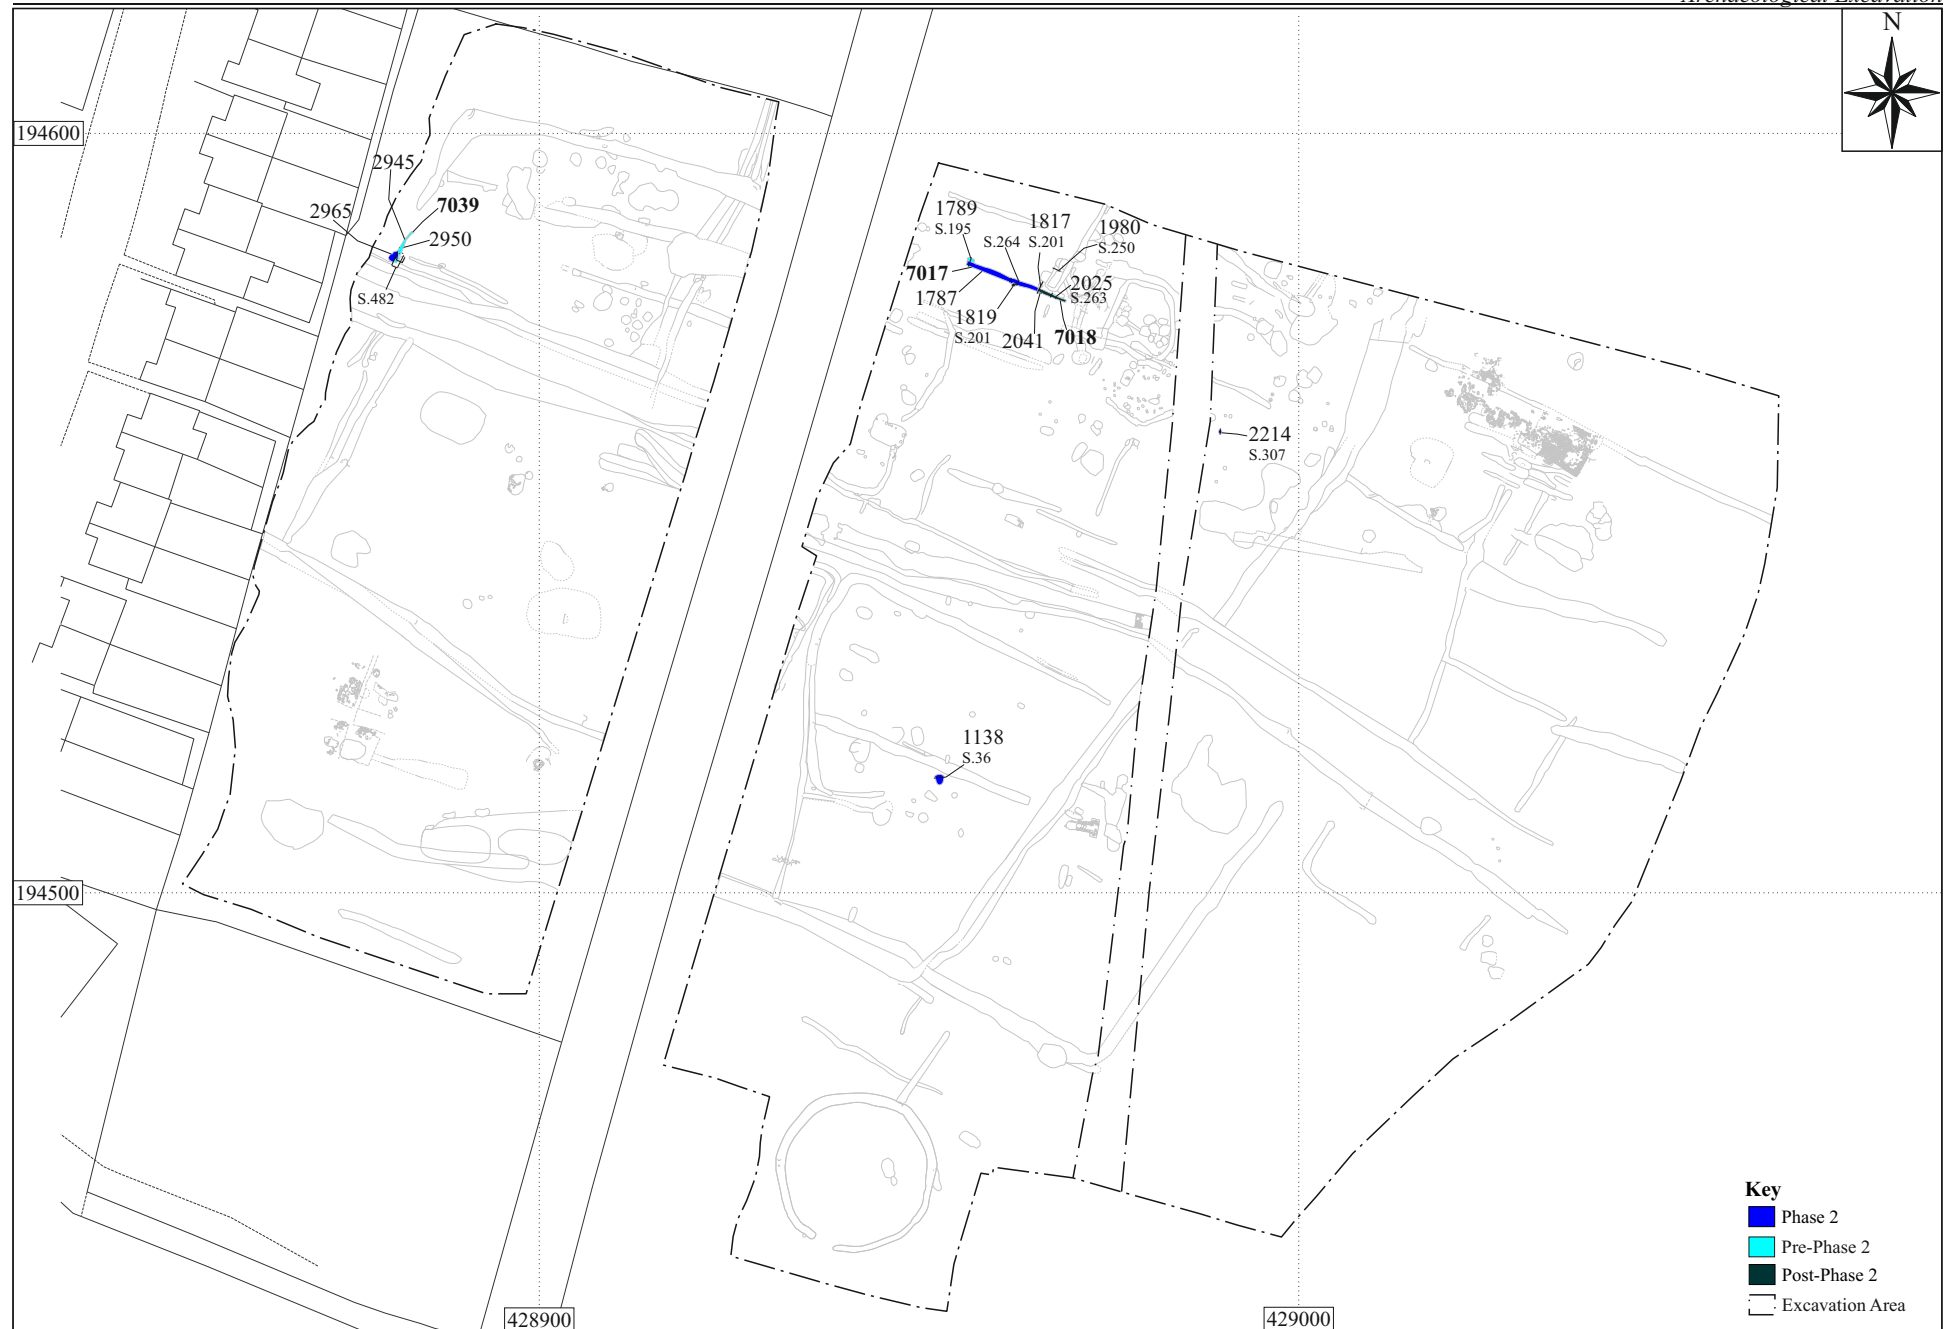 Archaeological Excavation
N
194600
2945
2965
7039
2950
S.482
1789
S.195
S.264
1817
S.201
1980
S.250
7017
1787
2025
S.263
1819
S.201
2041
7018
2214
S.307
1138
S.36
194500
Key
Phase 2
Pre-Phase 2
Post-Phase 2
Excavation Area
428900
429000